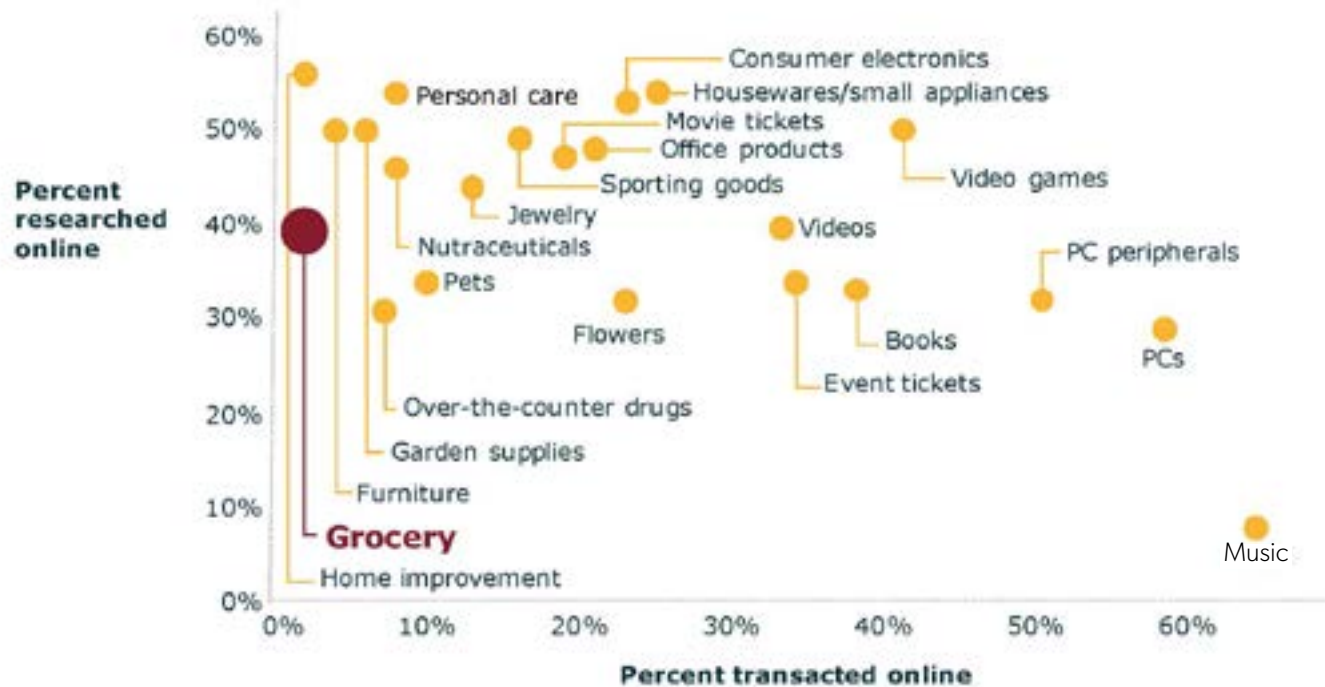 60%
Consumer electronics
Personal care
Housewares/small appliances
50%
Movie tickets
Office products
Percent
researched
online
Sporting goods
Video games
40%
Jewelry
Videos
Nutraceuticals
PC peripherals
Pets
30%
Flowers
Books
PCs
Event tickets
20%
Over-the-counter drugs
Garden supplies
10%
Furniture
Grocery
Music
Home improvement
0%
0% 10% 20% 30% 40% 50% 60%
Percent transacted online